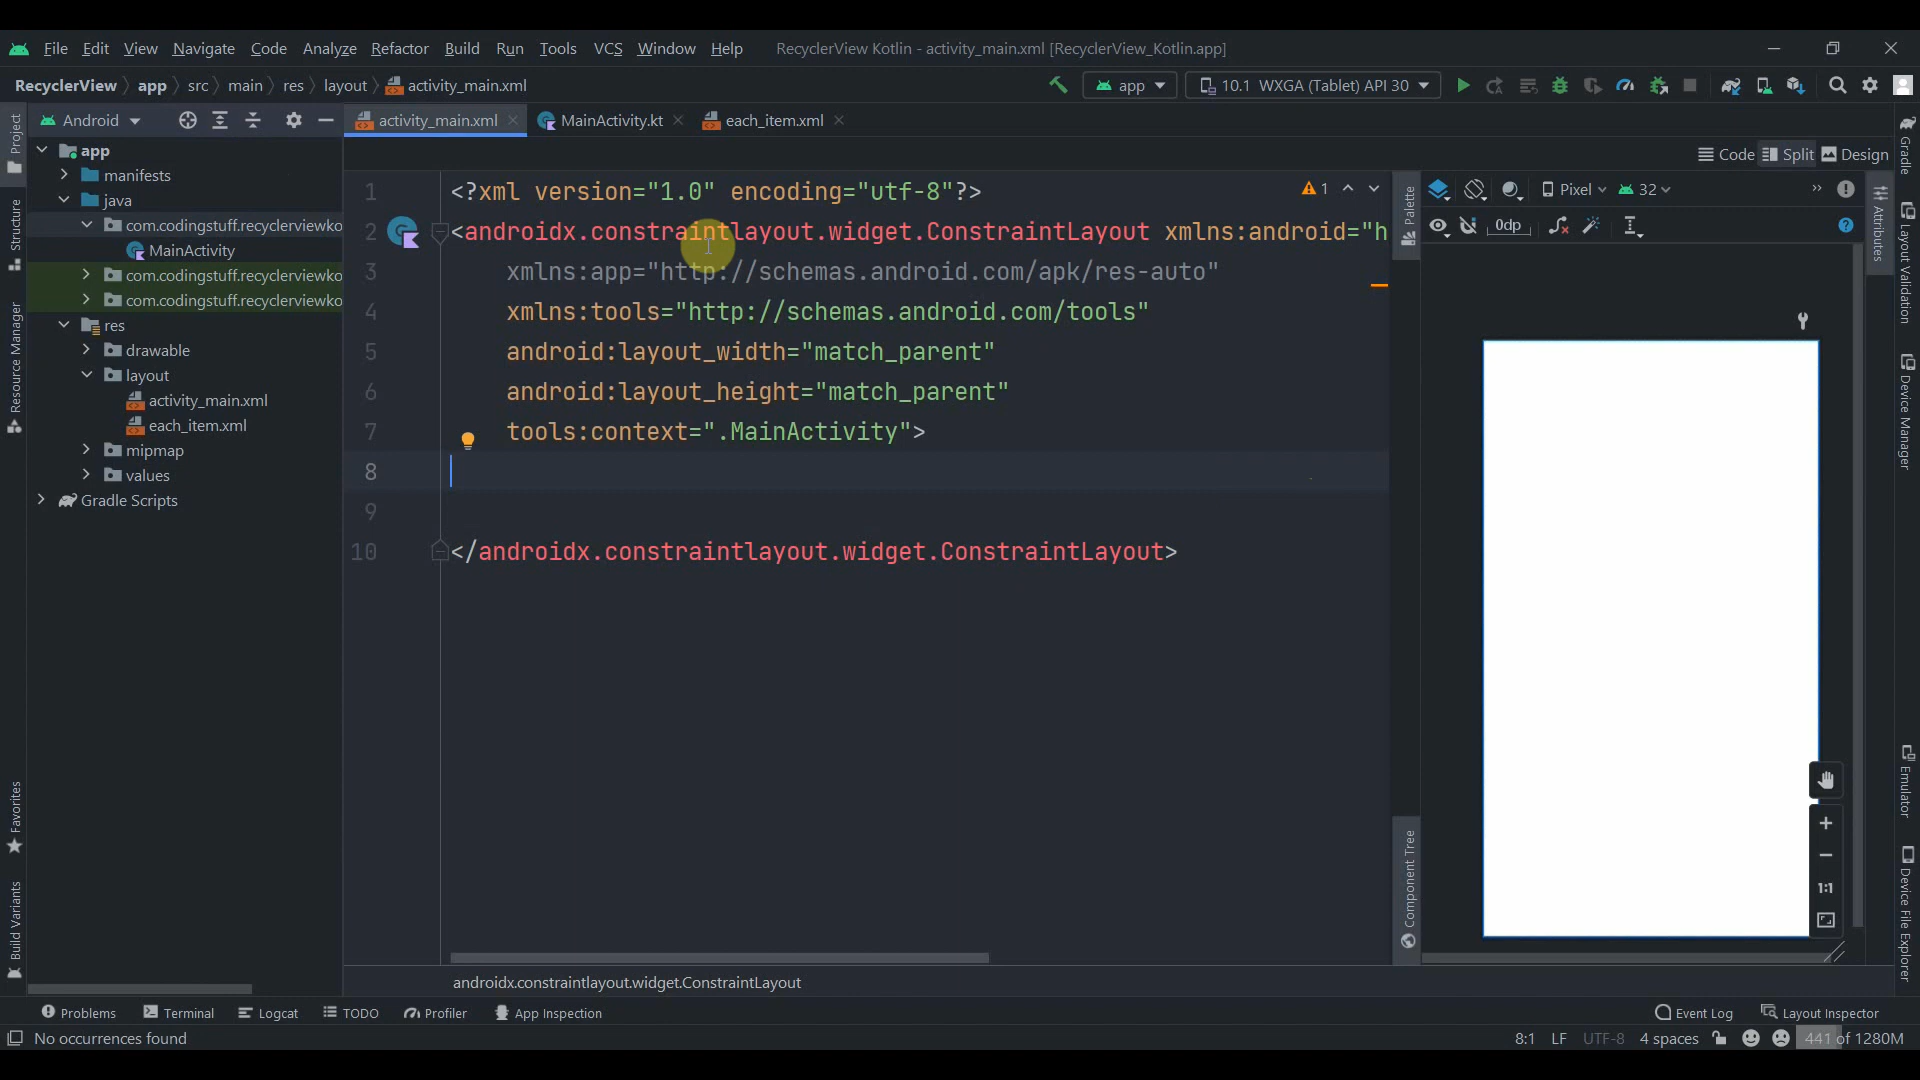 File Edit View Navigate Code Analyze Refactor Build Run Tools VCS Window Help RecyclerView Kotlin - activity_main.xml [RecyclerView_Kotlin.app]
RecyclerView app src main res layout activity_main.xml app 10.1 WXGA (Tablet) API 30
Android
activity_main.xml MainActivity.kt each_item.xml
Code Split Design
app
manifests
java
com.codingstuff.recyclerviewko
MainActivity
com.codingstuff.recyclerviewko
com.codingstuff.recyclerviewko
res
drawable
layout
activity_main.xml
each_item.xml
mipmap
values
Gradle Scripts
1 <?xml version="1.0" encoding="utf-8"?>
2 <androidx.constraintlayout.widget.ConstraintLayout xmlns:android="h
3 xmlns:app="http://schemas.android.com/apk/res-auto"
4 xmlns:tools="http://schemas.android.com/tools"
5 android:layout_width="match_parent"
6 android:layout_height="match_parent"
7 tools:context=".MainActivity">
8
9
10 </androidx.constraintlayout.widget.ConstraintLayout>
1
Pixel 32
0dp
1:1
androidx.constraintlayout.widget.ConstraintLayout
Project
Structure
Resource Manager
Favorites
Build Variants
Palette
Component Tree
Attributes
Gradle
Layout Validation
Device Manager
Emulator
Device File Explorer
Problems Terminal Logcat TODO Profiler App Inspection Event Log Layout Inspector
No occurrences found 8:1 LF UTF-8 4 spaces 441 of 1280M